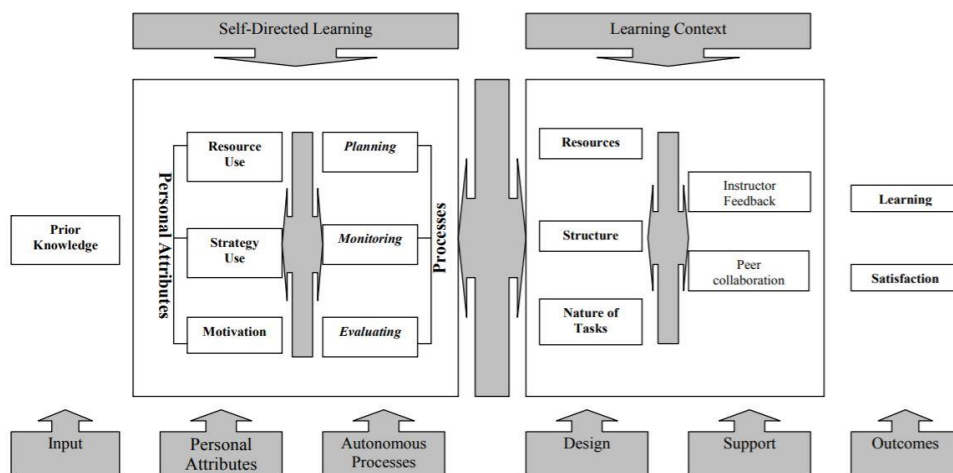 Self-Directed Learning
Learning Context
Resource
Use
Planning
Resources
Instructor
Feedback
Learning
Prior
Knowledge
Personal Attributes
Strategy
Use
Monitoring
Processes
Structure
Peer
collaboration
Satisfaction
Motivation
Evaluating
Nature of
Tasks
Input
Personal
Attributes
Autonomous
Processes
Design
Support
Outcomes